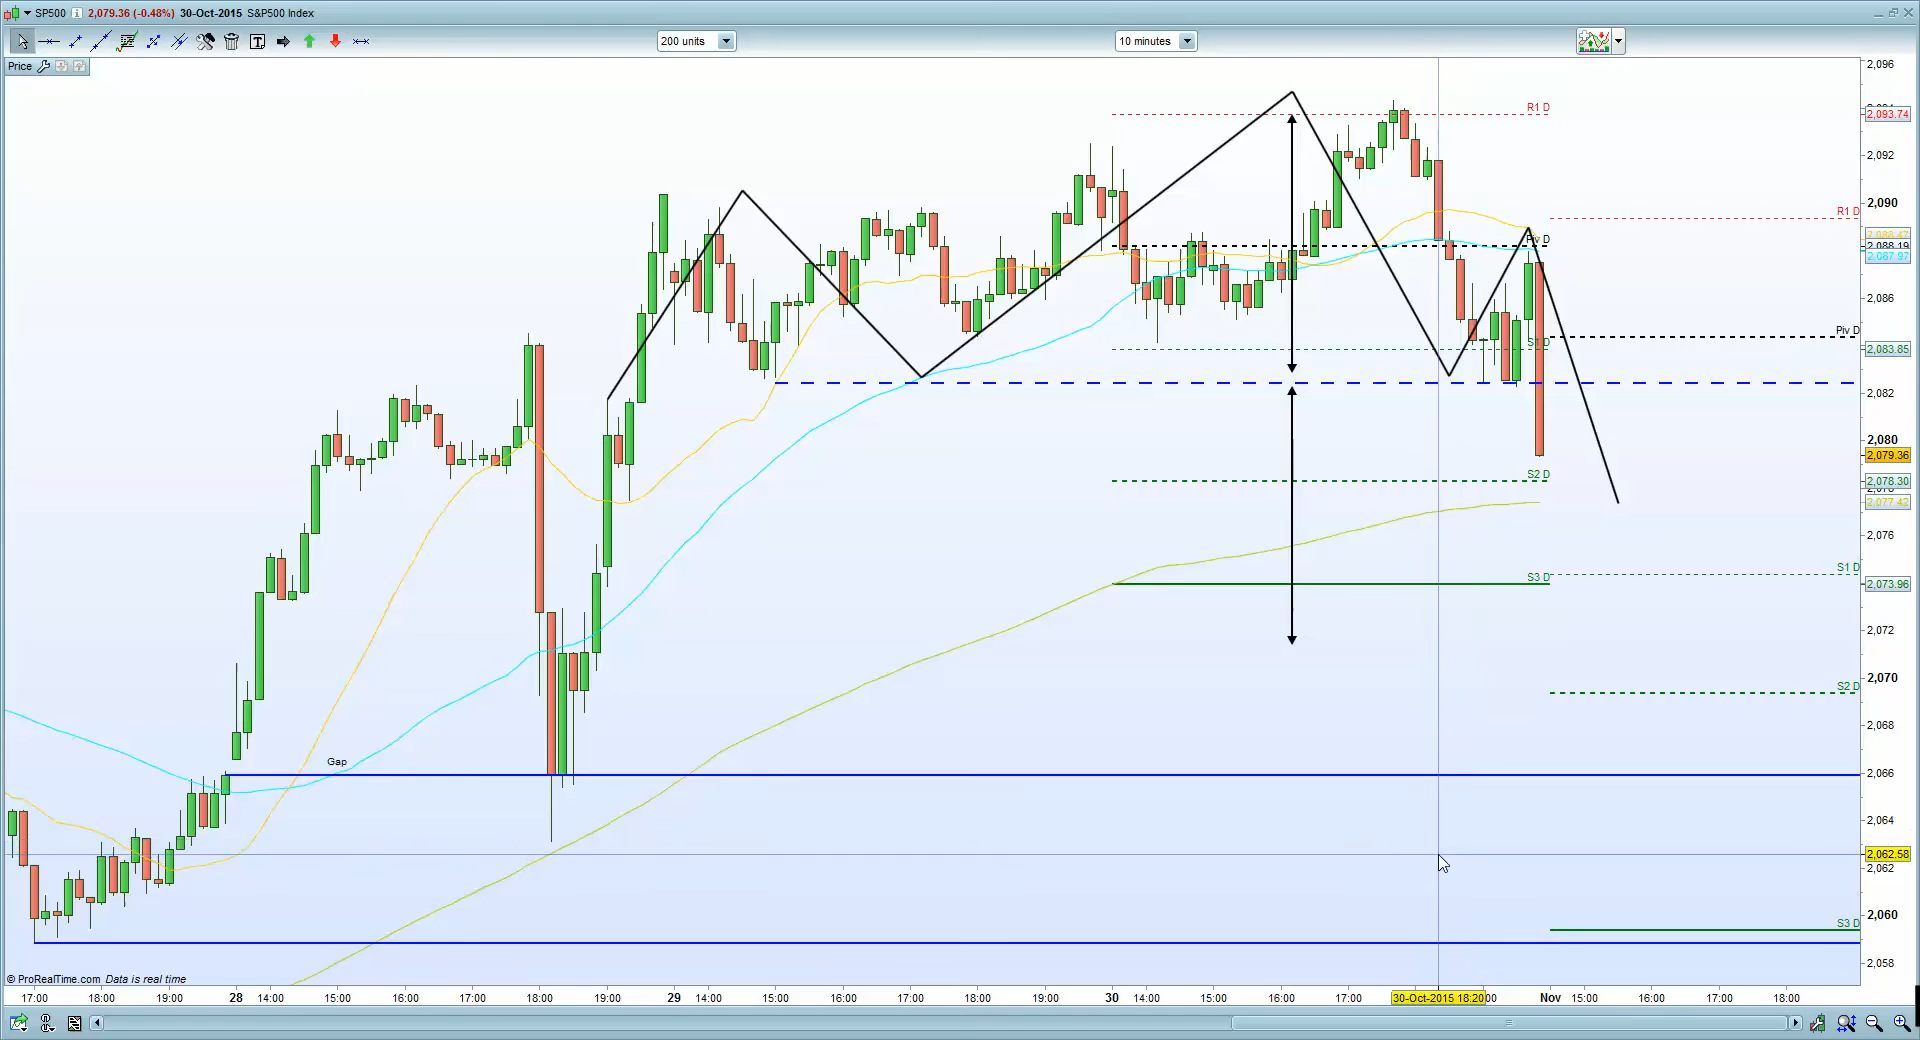 SP500 2,079.36 (-0.48%) 30-Oct-2015 S&P500 Index
200 units
10 minutes
Price
2,096
R1 D
2,093.74
2,092
2,090
R1 D
2,088.47
Piv D
2,088.19
2,087.97
2,086
Piv D
S1 D
2,083.85
2,082
2,080
2,079.36
S2 D
2,078.30
2,077.42
2,076
S1 D
S3 D
2,073.96
2,072
2,070
S2 D
2,068
Gap
2,066
2,064
2,062.58
2,062
2,060
S3 D
2,058
© ProRealTime.com Data is real time
17:00 18:00 19:00 28 14:00 15:00 16:00 17:00 18:00 19:00 29 14:00 15:00 16:00 17:00 18:00 19:00 30 14:00 15:00 16:00 17:00 30-Oct-2015 18:20 :00 Nov 15:00 16:00 17:00 18:00